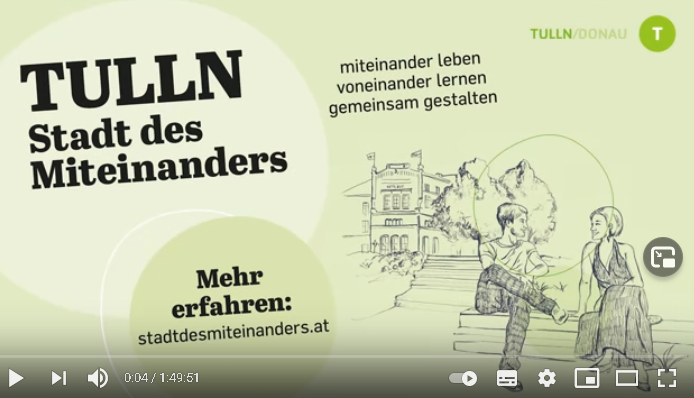 TULLN/DONAU T
TULLN
Stadt des
Miteinanders
miteinander leben
voneinander lernen
gemeinsam gestalten
Mehr
erfahren:
stadtdesmiteinanders.at
0:04 / 1:49:51